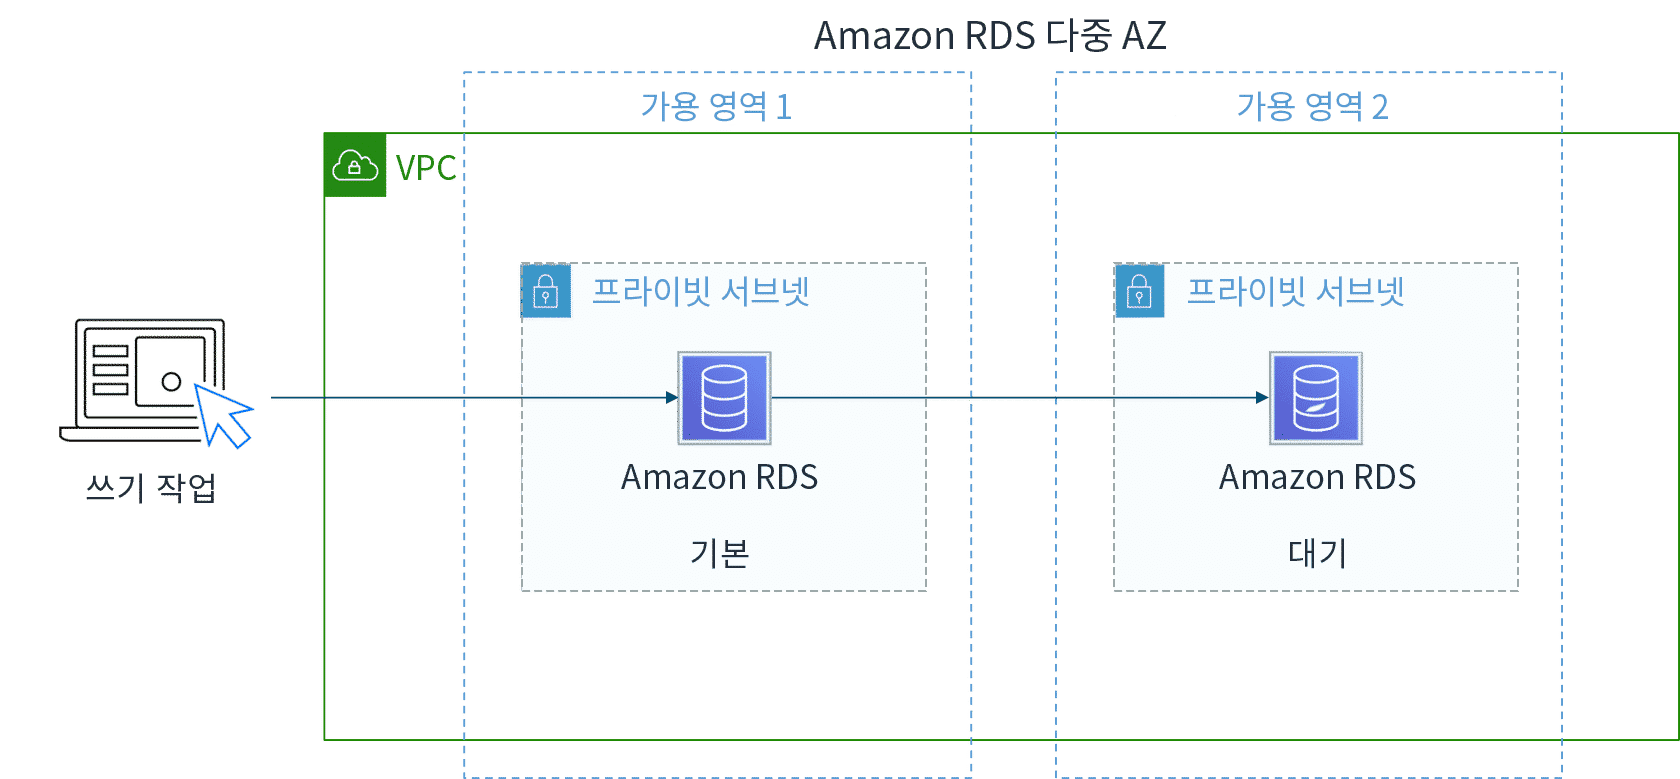 Amazon RDS 다중 AZ
가용 영역 1
가용 영역 2
VPC
프라이빗 서브넷
프라이빗 서브넷
Amazon RDS
Amazon RDS
쓰기 작업
기본
대기